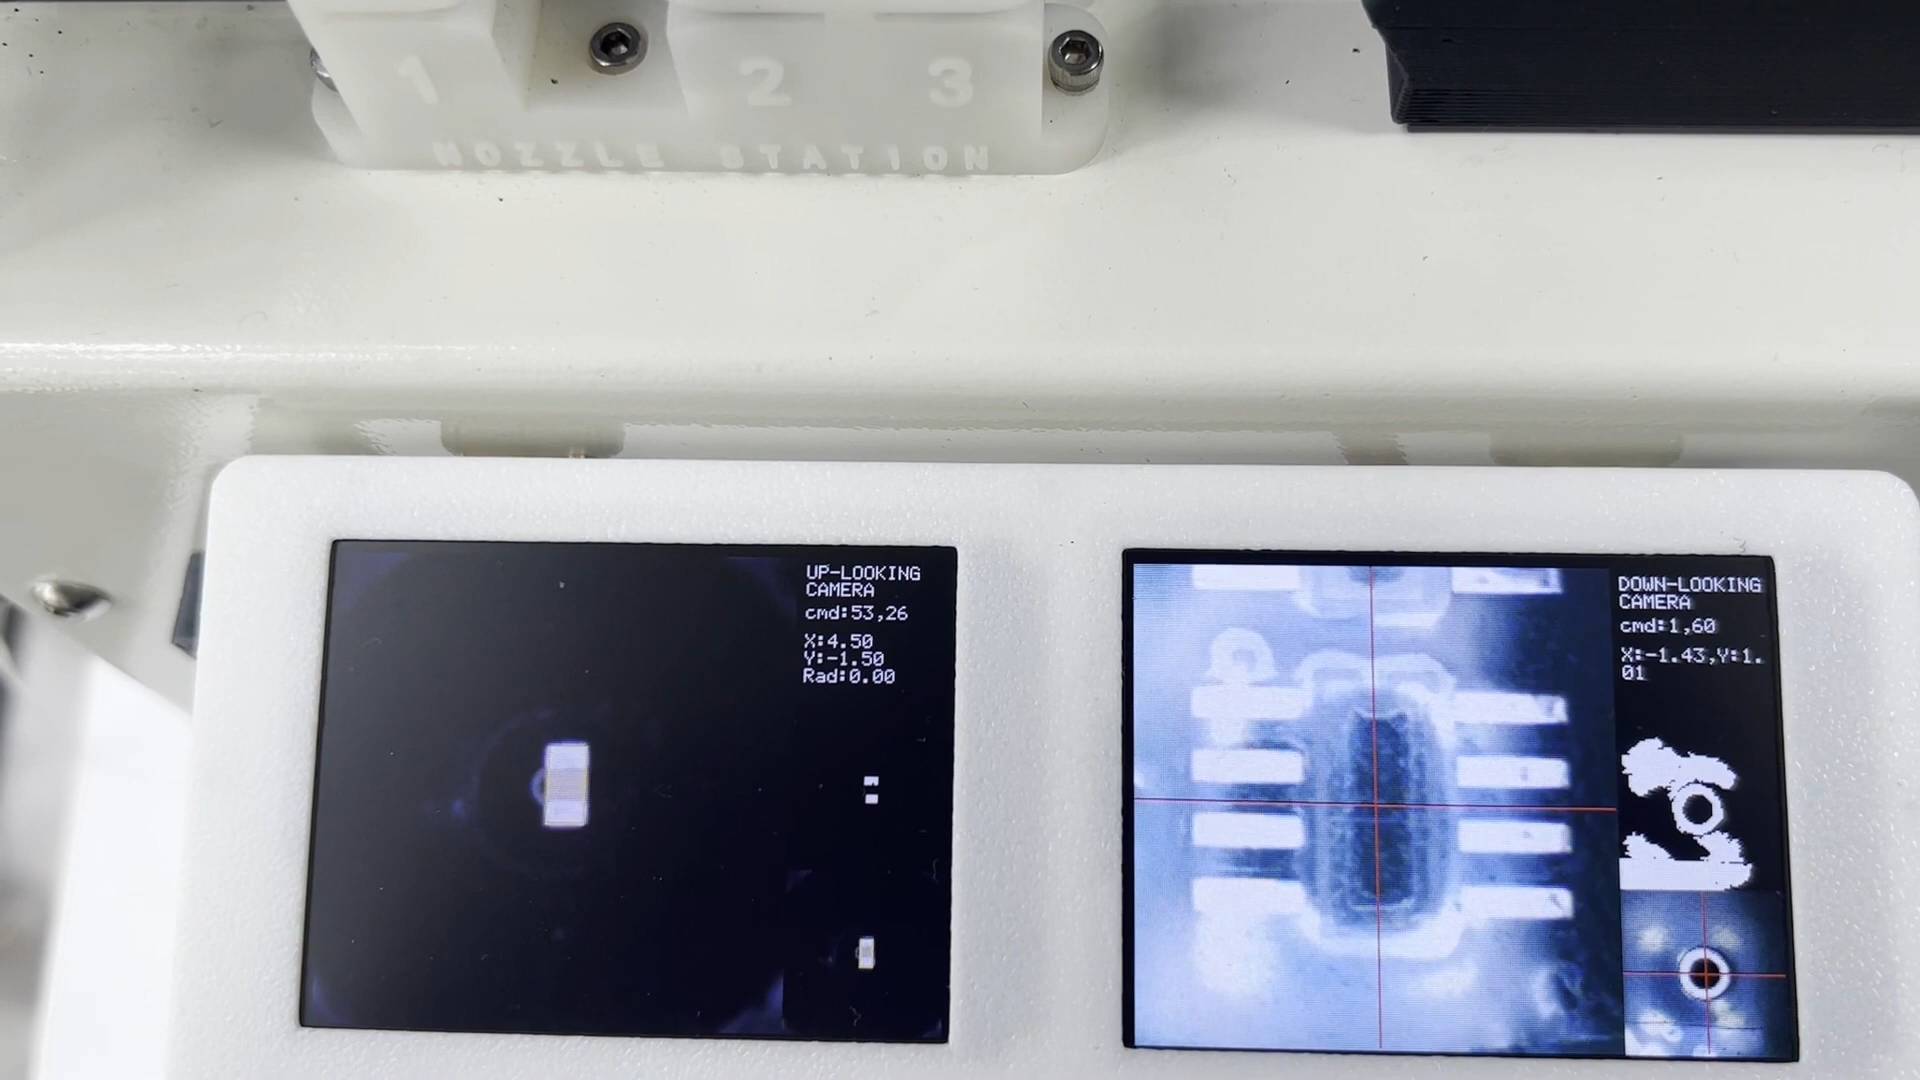 1 2 3
NOZZLE STATION
UP-LOOKING
CAMERA
cmd:53,26
X:4.50
Y:-1.50
Rad:0.00
DOWN-LOOKING
CAMERA
cmd:1,60
X:-1.43,Y:1.
01